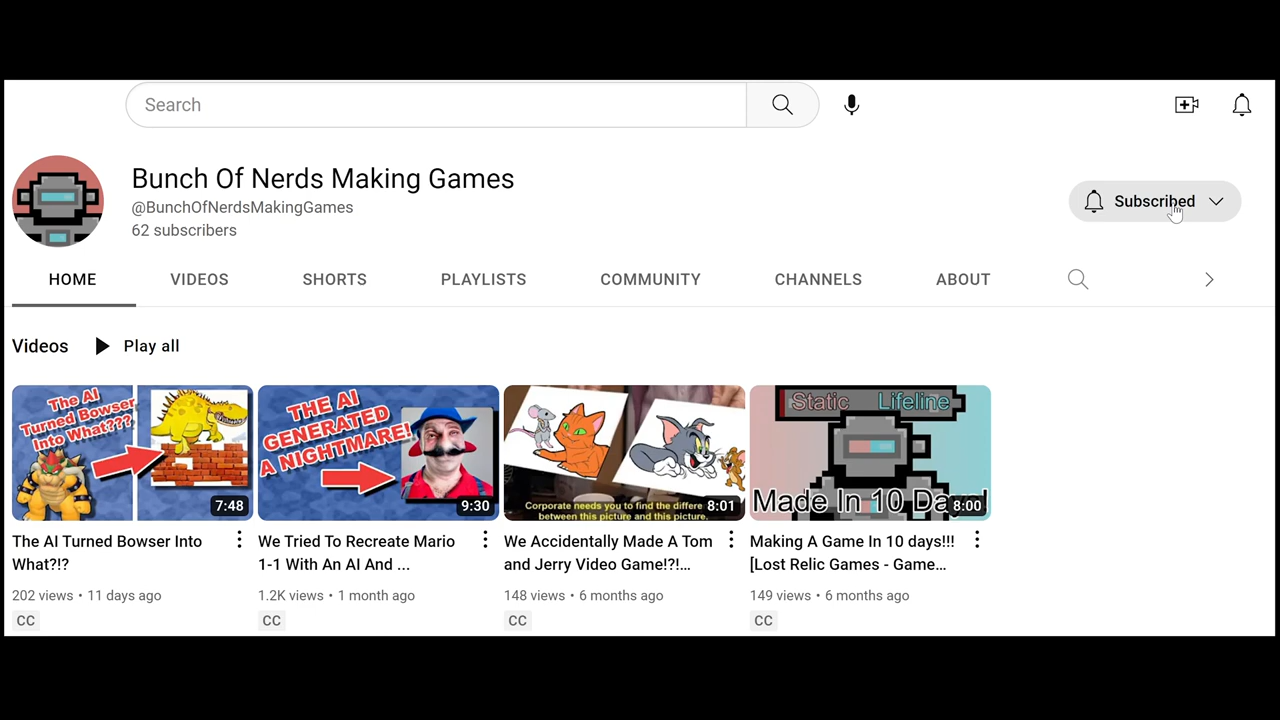 Search
Bunch Of Nerds Making Games
@BunchOfNerdsMakingGames
62 subscribers
Subscribed
HOME VIDEOS SHORTS PLAYLISTS COMMUNITY CHANNELS ABOUT
Videos Play all
The AI
Turned Bowser
Into What???
7:48
THE AI
GENERATED
A NIGHTMARE!
9:30
Corporate needs you to find the differe
between this picture and this picture.
8:01
Static Lifeline
Made In 10 Da
8:00
The AI Turned Bowser Into
What?!?
202 views • 11 days ago
CC
We Tried To Recreate Mario
1-1 With An AI And ...
1.2K views • 1 month ago
CC
We Accidentally Made A Tom
and Jerry Video Game!?!...
148 views • 6 months ago
CC
Making A Game In 10 days!!!
[Lost Relic Games - Game...
149 views • 6 months ago
CC